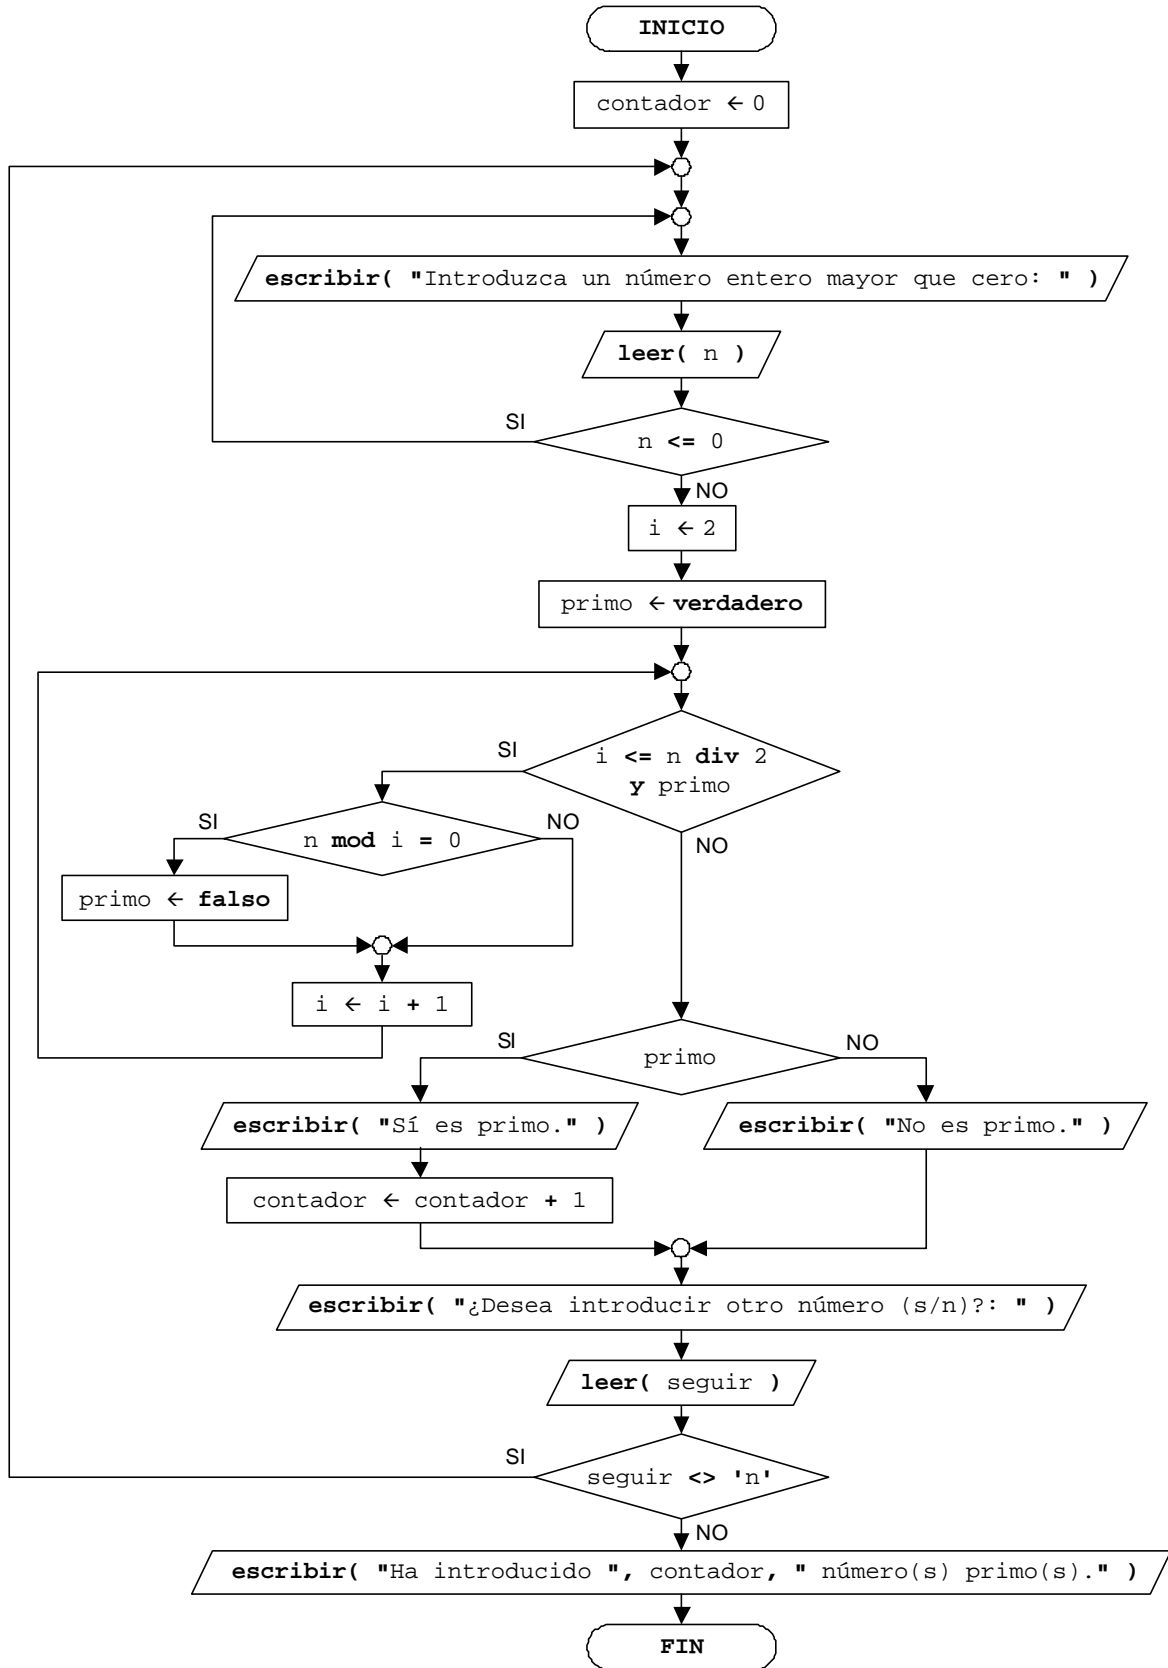 INICIO
contador ← 0
escribir( "Introduzca un número entero mayor que cero: " )
leer( n )
SI
n <= 0
NO
i ← 2
primo ← verdadero
SI
i <= n div 2
y primo
NO
SI
n mod i = 0
NO
primo ← falso
i ← i + 1
SI
primo
NO
escribir( "Sí es primo." )
escribir( "No es primo." )
contador ← contador + 1
escribir( "¿Desea introducir otro número (s/n)?: " )
leer( seguir )
SI
seguir <> 'n'
NO
escribir( "Ha introducido ", contador, " número(s) primo(s)." )
FIN